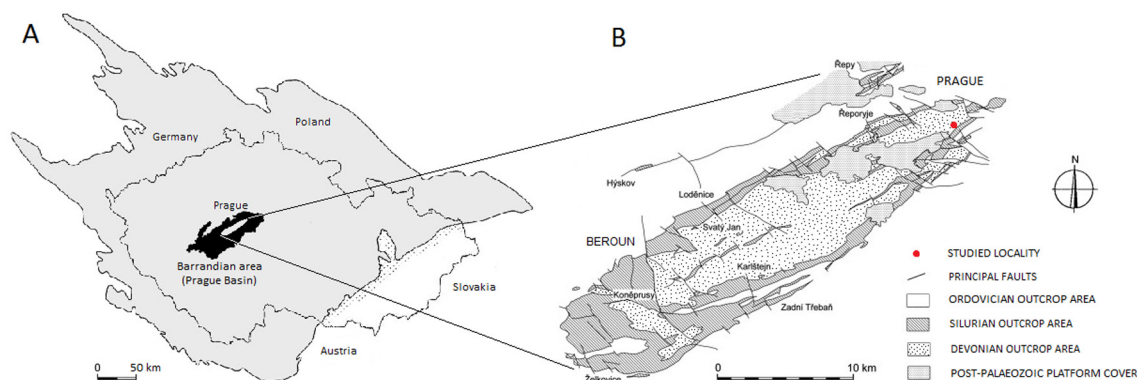 A
Germany
Poland
Prague
Barrandian area
(Prague Basin)
Slovakia
Austria
0
50 km
B
Řepy
PRAGUE
Řeporyje
Hýskov
Loděnice
Svatý Jan
BEROUN
Karlštejn
Koněprusy
Zadní Třebaň
Želkovice
0
10 km
N
STUDIED LOCALITY
PRINCIPAL FAULTS
ORDOVICIAN OUTCROP AREA
SILURIAN OUTCROP AREA
DEVONIAN OUTCROP AREA
POST-PALAEOZOIC PLATFORM COVER